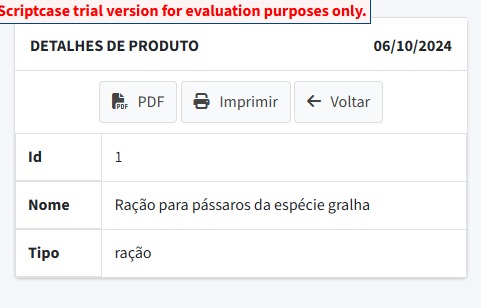 Scriptcase trial version for evaluation purposes only.
DETALHES DE PRODUTO 06/10/2024
PDF Imprimir Voltar
Id 1
Nome Ração para pássaros da espécie gralha
Tipo ração